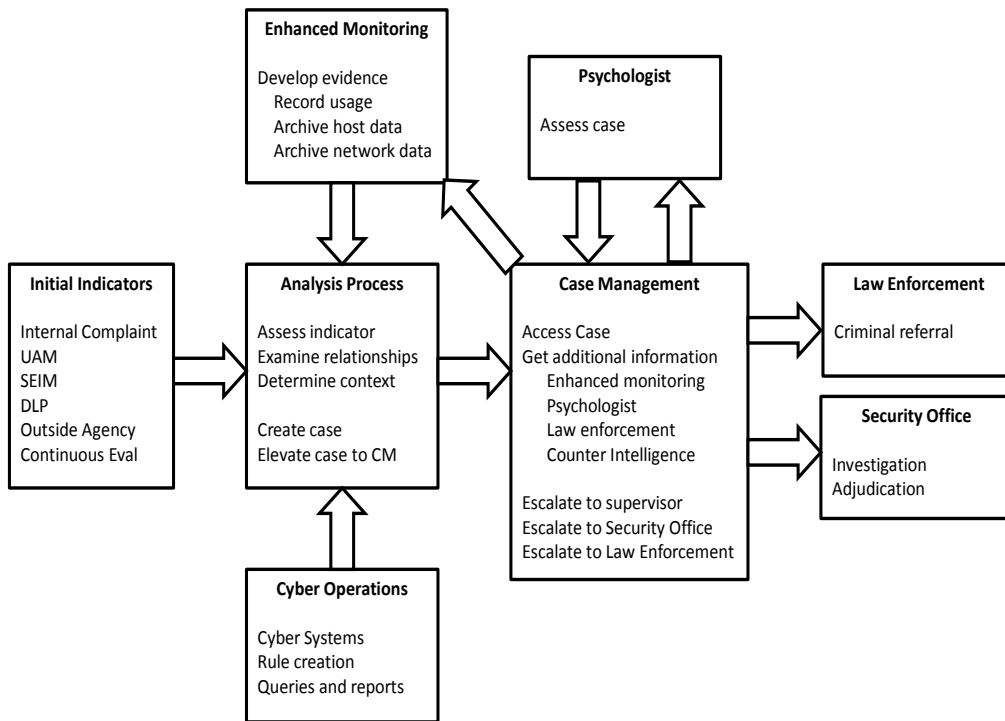 Enhanced Monitoring
Develop evidence
Record usage
Archive host data
Archive network data
Psychologist
Assess case
Initial Indicators
Internal Complaint
UAM
SEIM
DLP
Outside Agency
Continuous Eval
Analysis Process
Assess indicator
Examine relationships
Determine context
Create case
Elevate case to CM
Case Management
Access Case
Get additional information
Enhanced monitoring
Psychologist
Law enforcement
Counter Intelligence
Escalate to supervisor
Escalate to Security Office
Escalate to Law Enforcement
Law Enforcement
Criminal referral
Security Office
Investigation
Adjudication
Cyber Operations
Cyber Systems
Rule creation
Queries and reports